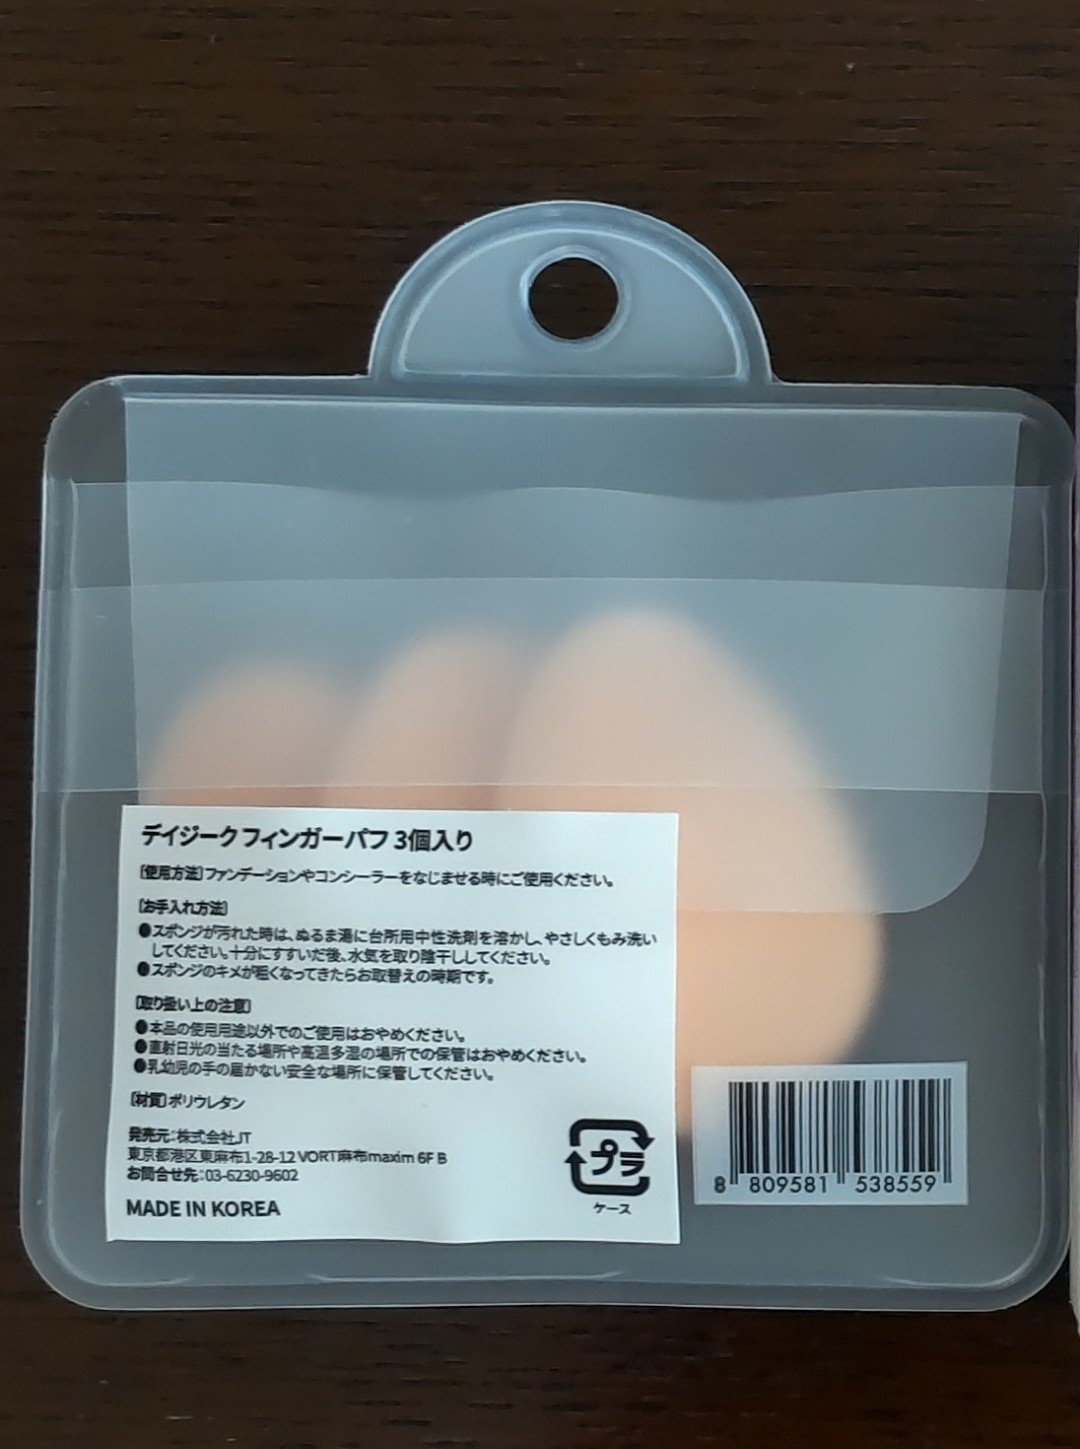 デイジーク フィンガーパフ 3個入り
〔使用方法〕ファンデーションやコンシーラーをなじませる時にご使用ください。
〔お手入れ方法〕
●スポンジが汚れた時は、ぬるま湯に台所用中性洗剤を溶かし、やさしくもみ洗い
してください。十分にすすいだ後、水気を取り陰干ししてください。
●スポンジのキメが粗くなってきたらお取替えの時期です。
〔取り扱い上の注意〕
●本品の使用用途以外でのご使用はおやめください。
●直射日光の当たる場所や高温多湿の場所での保管はおやめください。
●乳幼児の手の届かない安全な場所に保管してください。
〔材質〕ポリウレタン
発売元：株式会社JT
東京都港区東麻布1-28-12 VORT麻布maxim 6F B
お問合せ先：03-6230-9602
MADE IN KOREA
プラ
ケース
8 809581 538559